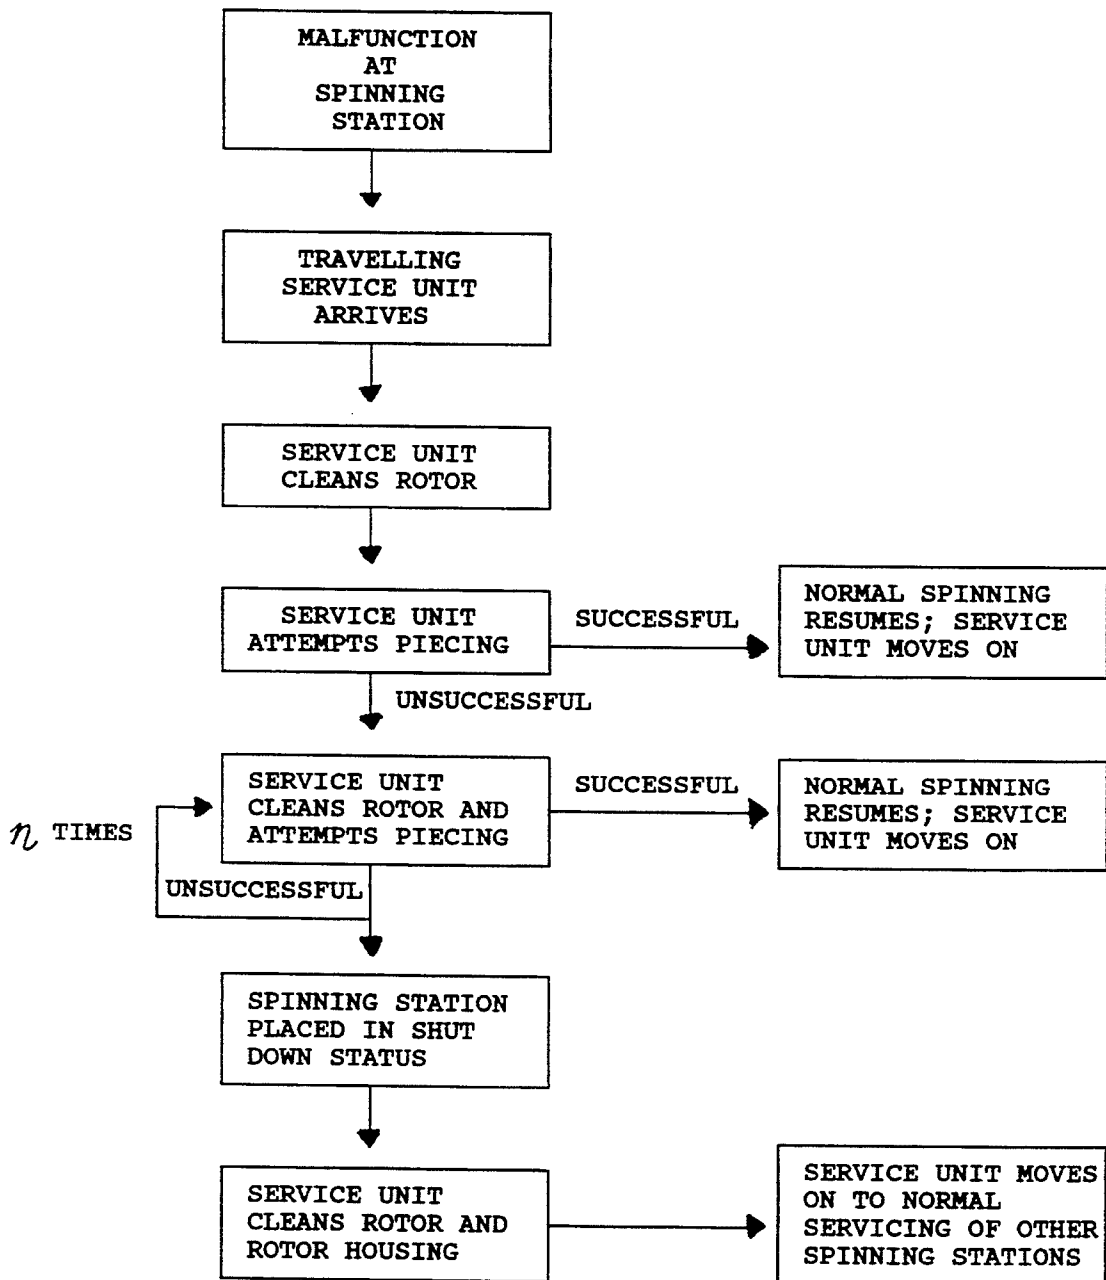 MALFUNCTION
AT
SPINNING
STATION
TRAVELLING
SERVICE UNIT
ARRIVES
SERVICE UNIT
CLEANS ROTOR
SERVICE UNIT
ATTEMPTS PIECING
SUCCESSFUL
NORMAL SPINNING
RESUMES; SERVICE
UNIT MOVES ON
UNSUCCESSFUL
SERVICE UNIT
CLEANS ROTOR AND
ATTEMPTS PIECING
SUCCESSFUL
NORMAL SPINNING
RESUMES; SERVICE
UNIT MOVES ON
n TIMES
UNSUCCESSFUL
SPINNING STATION
PLACED IN SHUT
DOWN STATUS
SERVICE UNIT
CLEANS ROTOR AND
ROTOR HOUSING
SERVICE UNIT MOVES
ON TO NORMAL
SERVICING OF OTHER
SPINNING STATIONS